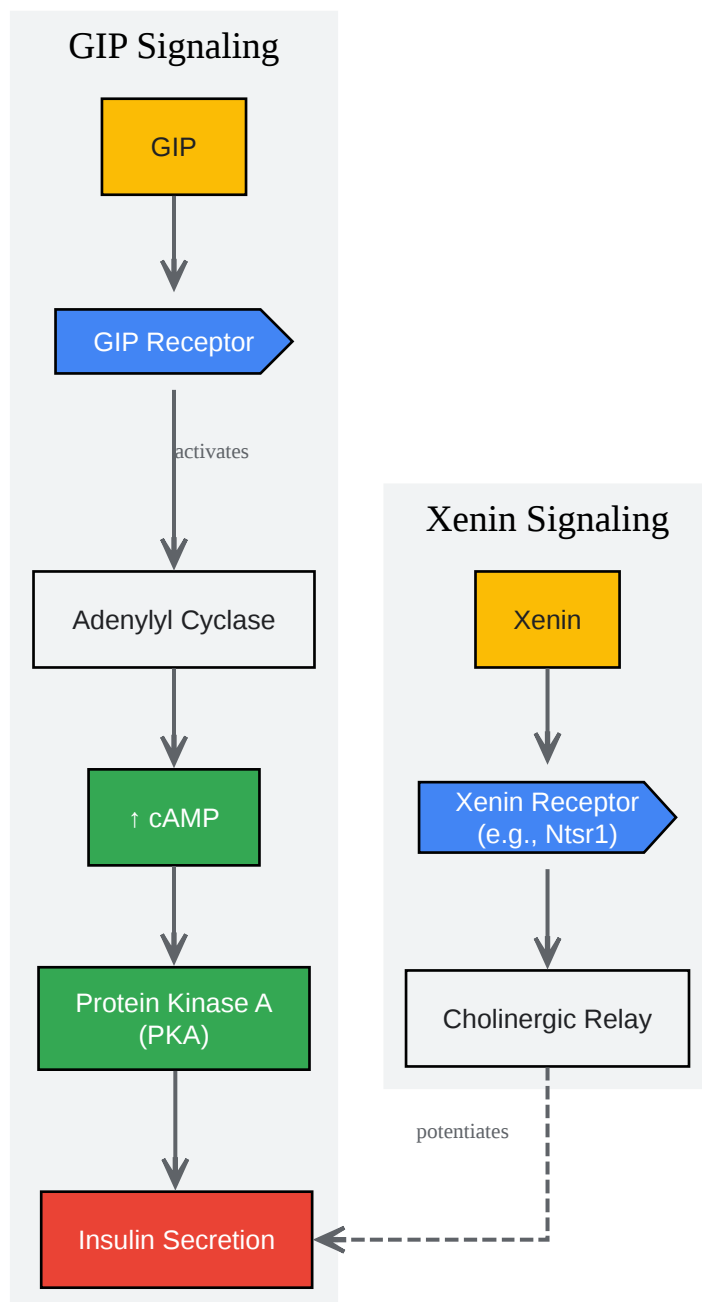 GIP Signaling
GIP
GIP Receptor
activates
Adenylyl Cyclase
↑ cAMP
Protein Kinase A
(PKA)
Insulin Secretion
Xenin Signaling
Xenin
Xenin Receptor
(e.g., Ntsr1)
Cholinergic Relay
potentiates